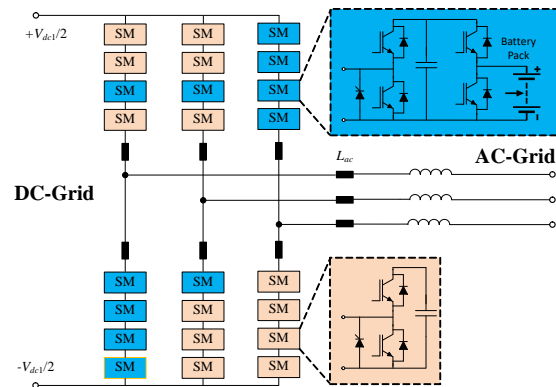 +Vdc1/2
SM SM SM
SM SM SM
SM SM SM
SM SM SM
Battery
Pack
+
-
Lac
AC-Grid
DC-Grid
SM SM SM
SM SM SM
SM SM SM
SM SM SM
-Vdc1/2